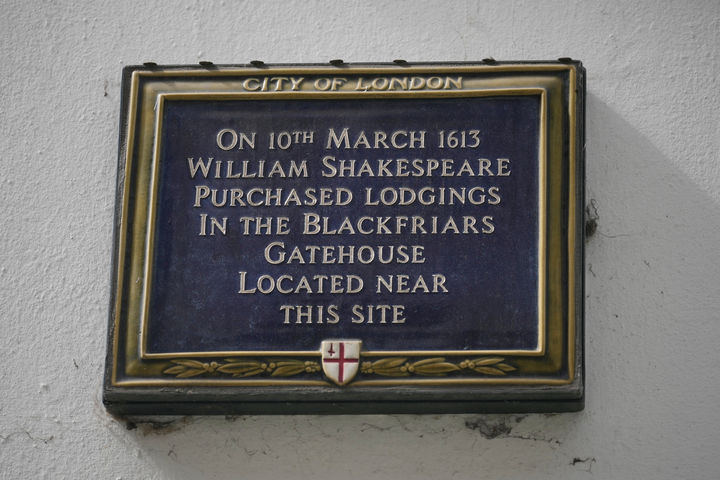 CITY OF LONDON
ON 10TH MARCH 1613
WILLIAM SHAKESPEARE
PURCHASED LODGINGS
IN THE BLACKFRIARS
GATEHOUSE
LOCATED NEAR
THIS SITE